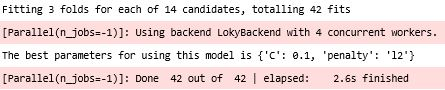 Fitting 3 folds for each of 14 candidates, totalling 42 fits
[Parallel(n_jobs=-1)]: Using backend LokyBackend with 4 concurrent workers.
The best parameters for using this model is {'C': 0.1, 'penalty': 'l2'}
[Parallel(n_jobs=-1)]: Done  42 out of  42 | elapsed:    2.6s finished